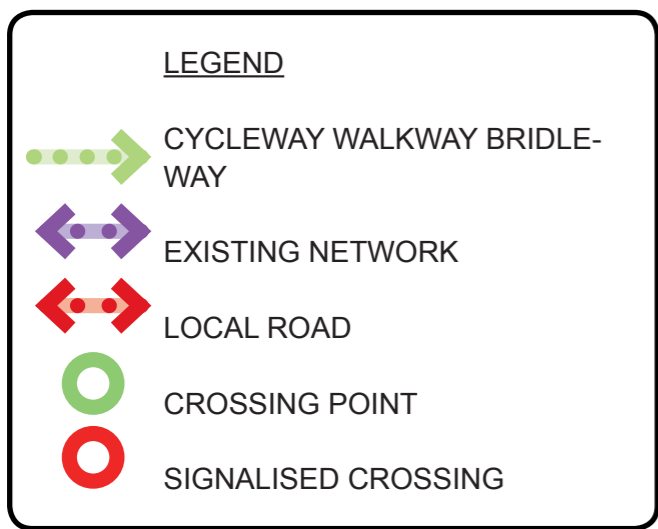 LEGEND
CYCLEWAY WALKWAY BRIDLE-
WAY
EXISTING NETWORK
LOCAL ROAD
CROSSING POINT
SIGNALISED CROSSING